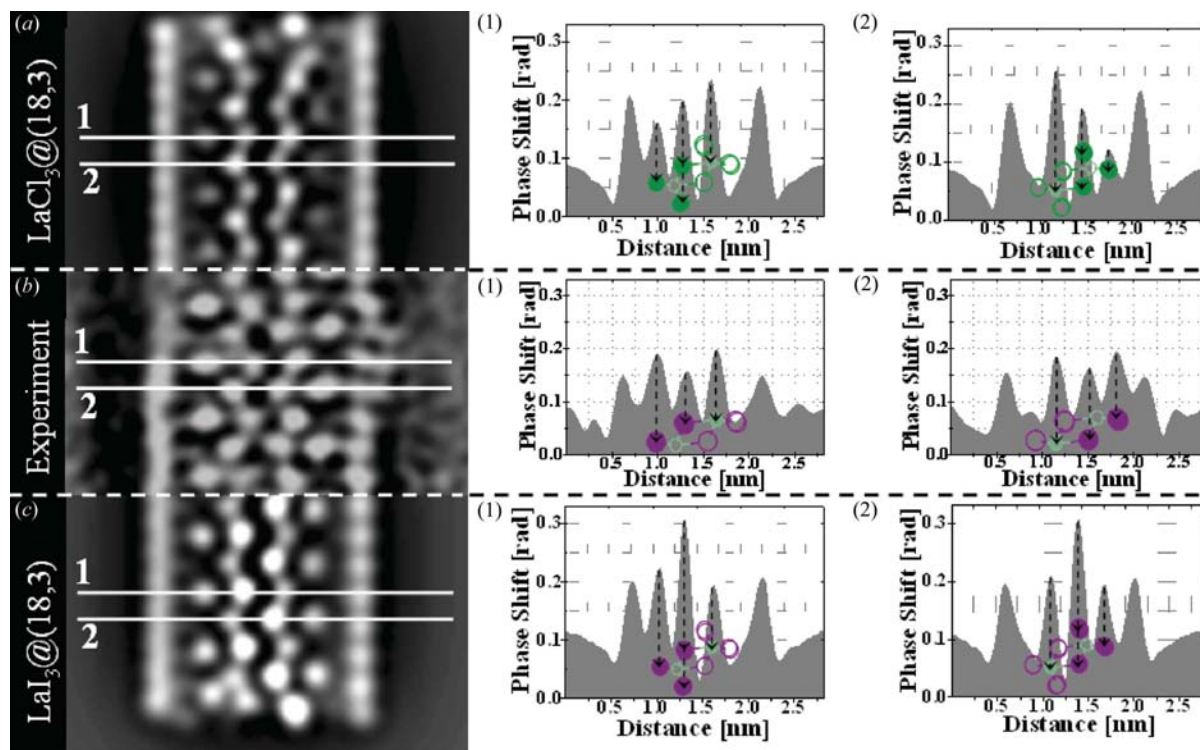 (a)
LaCl₃@(18,3)
1
2
(1)
Phase Shift [rad]
0.3
0.2
0.1
0.0
0.5 1.0 1.5 2.0 2.5
Distance [nm]
(2)
Phase Shift [rad]
0.3
0.2
0.1
0.0
0.5 1.0 1.5 2.0 2.5
Distance [nm]
(b)
Experiment
1
2
(1)
Phase Shift [rad]
0.3
0.2
0.1
0.0
0.5 1.0 1.5 2.0 2.5
Distance [nm]
(2)
Phase Shift [rad]
0.3
0.2
0.1
0.0
0.5 1.0 1.5 2.0 2.5
Distance [nm]
(c)
LaI₃@(18,3)
1
2
(1)
Phase Shift [rad]
0.3
0.2
0.1
0.0
0.5 1.0 1.5 2.0 2.5
Distance [nm]
(2)
Phase Shift [rad]
0.3
0.2
0.1
0.0
0.5 1.0 1.5 2.0 2.5
Distance [nm]